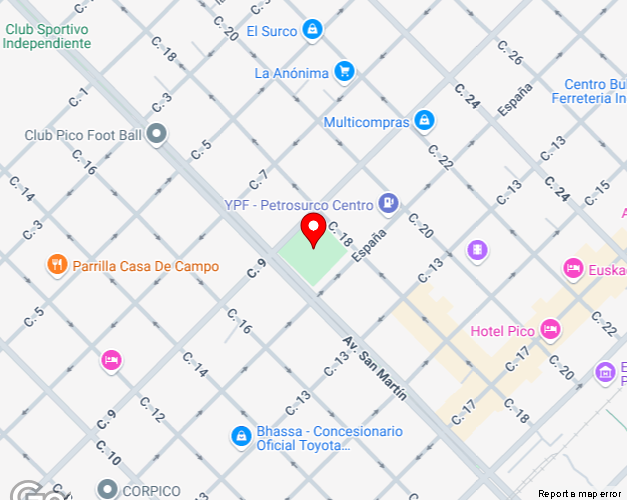 Club Sportivo
Independiente
C. 18
C. 20
El Surco
La Anónima
C. 1
C. 3
C. 24
España
Centro Bu
Ferretería In
Multicompras
Club Pico Foot Ball
C. 5
C. 16
C. 22
C. 13
C. 14
C. 7
C. 13
C. 24
C. 15
YPF - Petrosurco Centro
C. 3
C. 18
C. 20
España
Parrilla Casa De Campo
C. 9
C. 13
Euska
C. 5
C. 16
C. 22
Hotel Pico
Av. San Martín
C. 14
C. 13
C. 17
C. 20
E
P
C. 9
C. 12
C. 13
C. 17
C. 18
Bhassa - Concesionario
Oficial Toyota...
C. 10
CORPICO
Report a map error